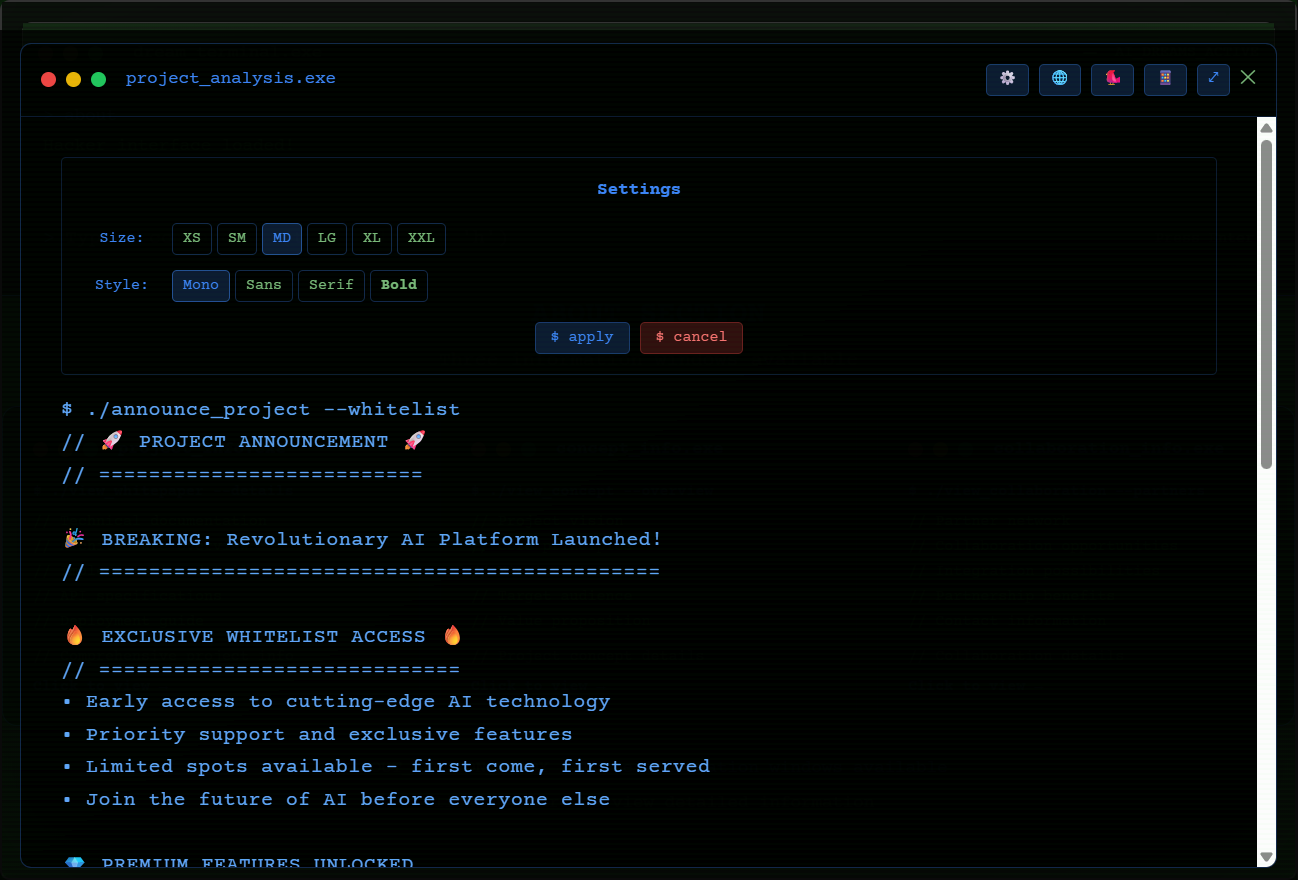 project_analysis.exe
Settings
Size: XS SM MD LG XL XXL
Style: Mono Sans Serif Bold
$ apply $ cancel
$ ./announce_project --whitelist
// 🚀 PROJECT ANNOUNCEMENT 🚀
// ==========================
🎉 BREAKING: Revolutionary AI Platform Launched!
// =============================================
🔥 EXCLUSIVE WHITELIST ACCESS 🔥
// =============================
▪ Early access to cutting-edge AI technology
▪ Priority support and exclusive features
▪ Limited spots available - first come, first served
▪ Join the future of AI before everyone else
💎 PREMIUM FEATURES UNLOCKED